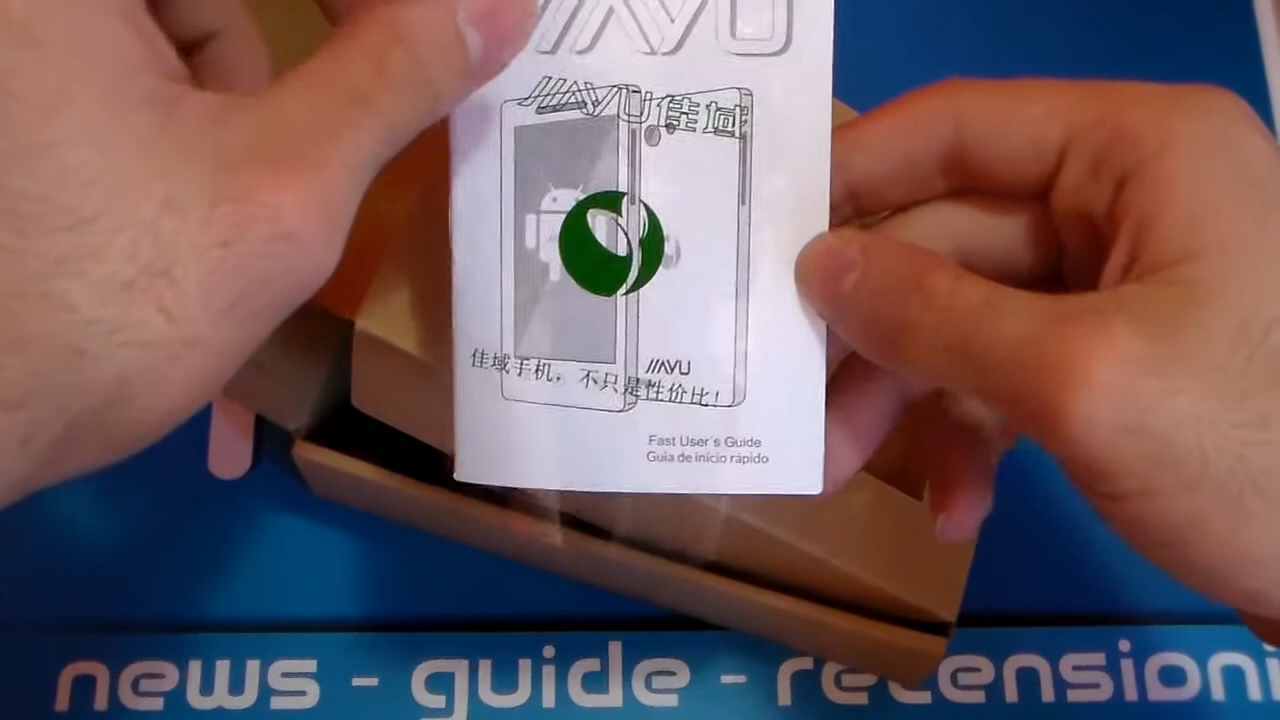 JIAYU
JIAYU佳域
佳域手机，不只是性价比！
JIAYU
Fast User´s Guide
Guia de inicio rápido
news - guide - recensioni